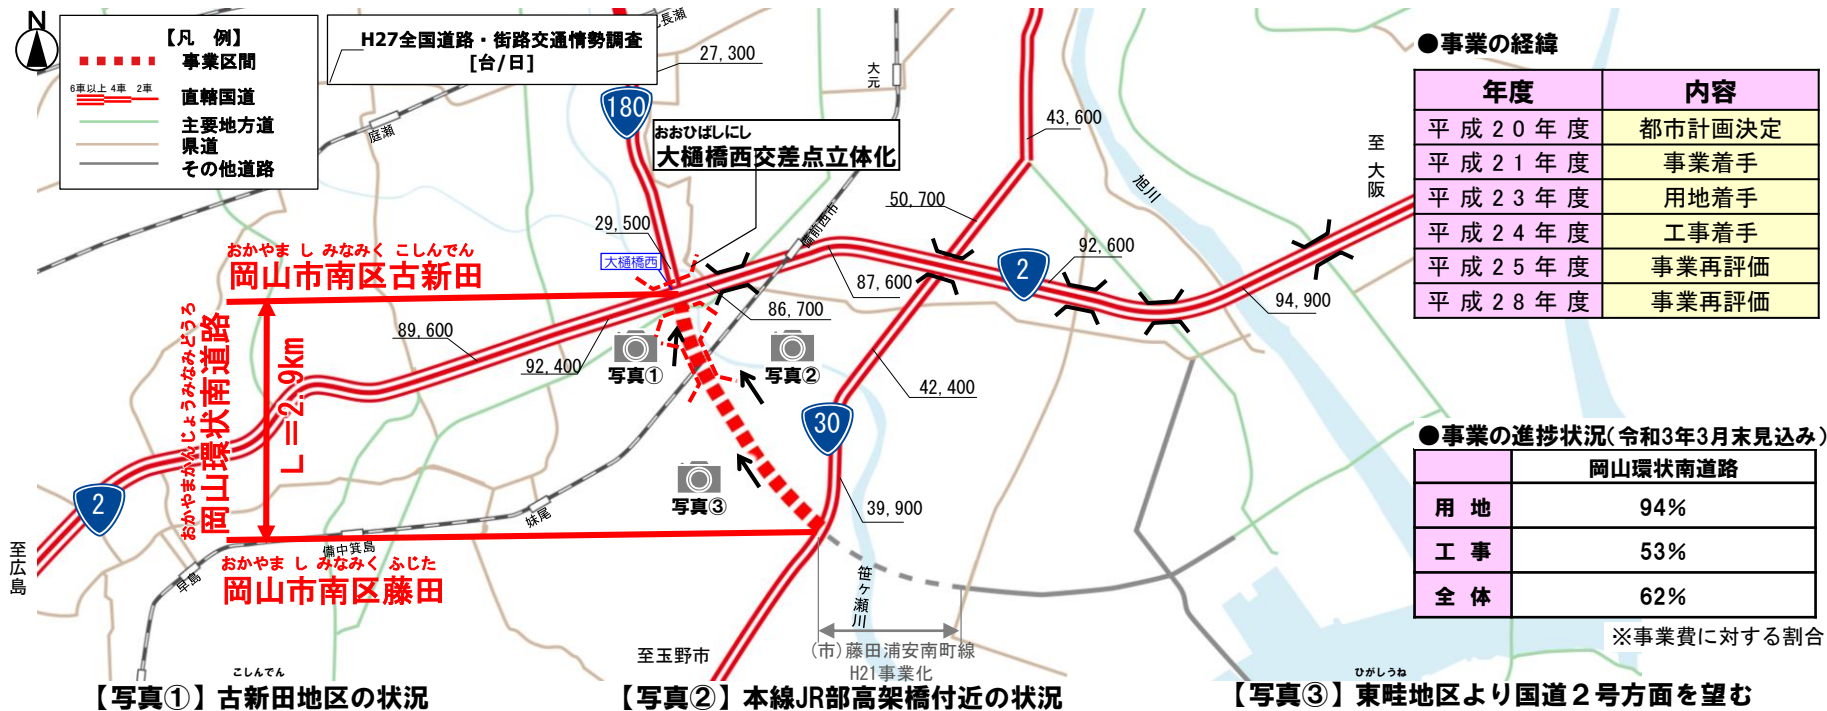 N
【凡 例】
事業区間
6車以上 4車 2車
直轄国道
主要地方道
県道
その他道路
H27全国道路・街路交通情勢調査
[台/日]
27,300
北長瀬
大元
庭瀬
180
おおひばしにし
大樋橋西交差点立体化
43,600
至大阪
旭川
50,700
備前西市
29,500
大樋橋西
92,600
2
87,600
86,700
94,900
おかやま し みなみく こしんでん
岡山市南区古新田
おかやまかんじょうみなみどうろ
岡山環状南道路
L=2.9km
89,600
92,400
写真①
写真②
42,400
30
写真③
39,900
2
妹尾
備中箕島
早島
至広島
おかやま し みなみく ふじた
岡山市南区藤田
笹ヶ瀬川
至玉野市
(市)藤田浦安南町線
H21事業化
●事業の経緯
年度 内容
平成20年度 都市計画決定
平成21年度 事業着手
平成23年度 用地着手
平成24年度 工事着手
平成25年度 事業再評価
平成28年度 事業再評価
●事業の進捗状況(令和3年3月末見込み)
岡山環状南道路
用地 94%
工事 53%
全体 62%
※事業費に対する割合
こしんでん
【写真①】古新田地区の状況
【写真②】本線JR部高架橋付近の状況
ひがしうね
【写真③】東畦地区より国道２号方面を望む